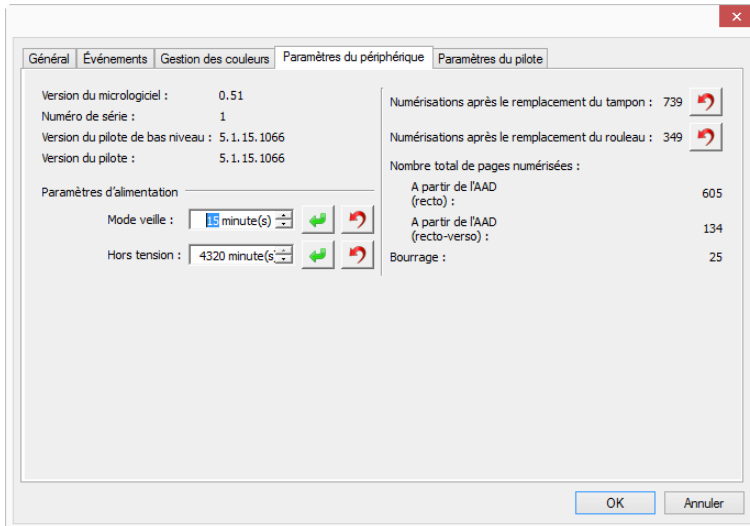 Général
Événements
Gestion des couleurs
Paramètres du périphérique
Paramètres du pilote
Version du micrologiciel : 0.51
Numéro de série : 1
Version du pilote de bas niveau : 5.1.15.1066
Version du pilote : 5.1.15.1066
Paramètres d'alimentation
Mode veille : 15 minute(s)
Hors tension : 4320 minute(s
Numérisations après le remplacement du tampon : 739
Numérisations après le remplacement du rouleau : 349
Nombre total de pages numérisées :
A partir de l'AAD
(recto) : 605
A partir de l'AAD
(recto-verso) : 134
Bourrage : 25
OK
Annuler